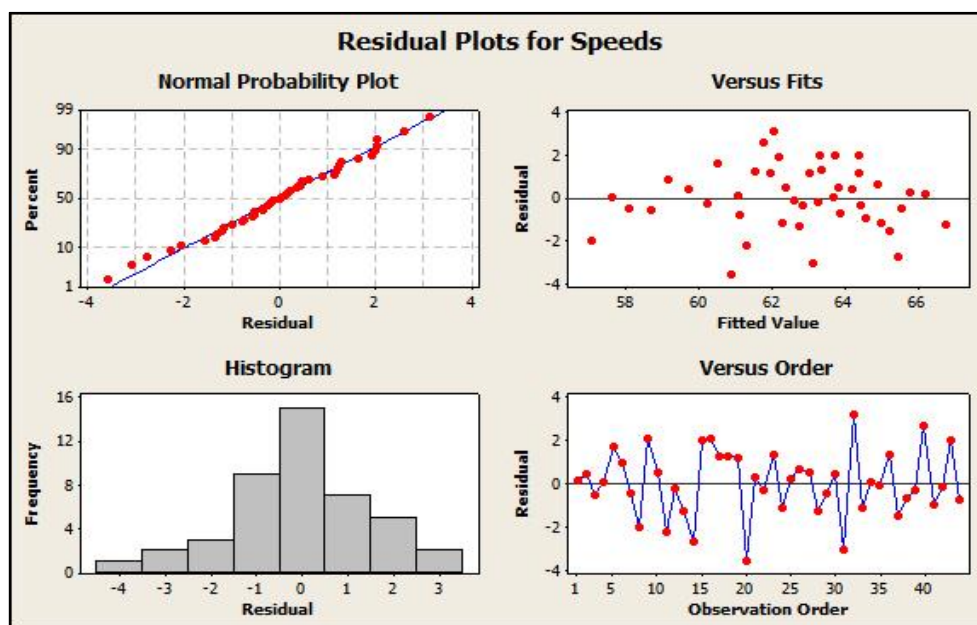 Residual Plots for Speeds
Normal Probability Plot
99
90
50
10
1
Percent
-4 -2 0 2 4
Residual
Versus Fits
4
2
0
-2
-4
Residual
58 60 62 64 66
Fitted Value
Histogram
16
12
8
4
0
Frequency
-4 -3 -2 -1 0 1 2 3
Residual
Versus Order
4
2
0
-2
-4
Residual
1 5 10 15 20 25 30 35 40
Observation Order